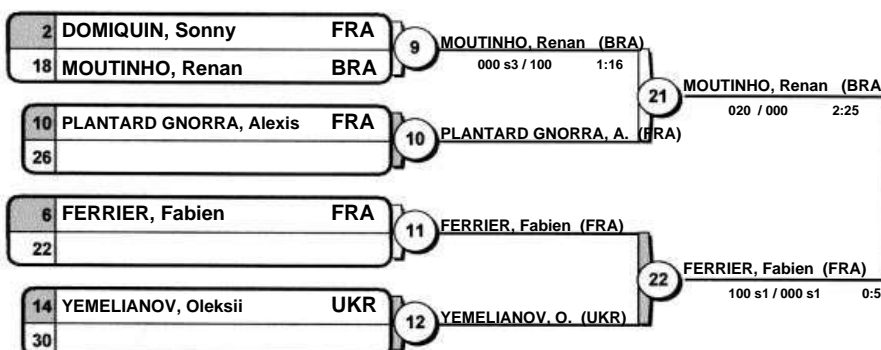 2 DOMIQUIN, Sonny FRA
18 MOUTINHO, Renan BRA
9
MOUTINHO, Renan (BRA)
000 s3 / 100 1:16
10 PLANTARD GNORRA, Alexis FRA
26
10
PLANTARD GNORRA, A. (FRA)
21
MOUTINHO, Renan (BRA
020 / 000 2:25
6 FERRIER, Fabien FRA
22
11
FERRIER, Fabien (FRA)
14 YEMELIANOV, Oleksii UKR
30
12
YEMELIANOV, O. (UKR)
22
FERRIER, Fabien (FRA)
100 s1 / 000 s1 0:5